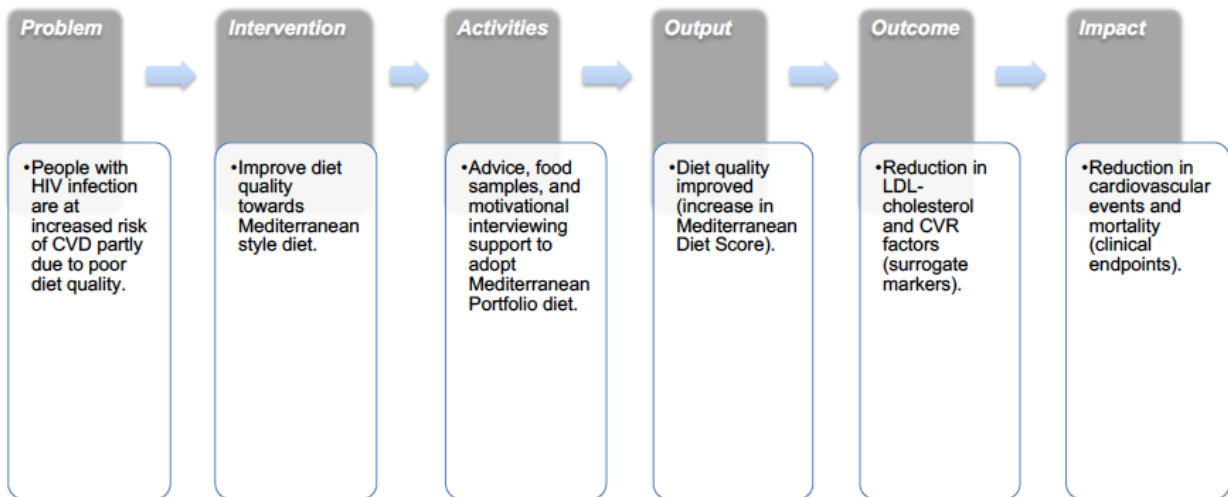 Problem
•People with
HIV infection
are at
increased risk
of CVD partly
due to poor
diet quality.
Intervention
•Improve diet
quality
towards
Mediterranean
style diet.
Activities
•Advice, food
samples, and
motivational
interviewing
support to
adopt
Mediterranean
Portfolio diet.
Output
•Diet quality
improved
(increase in
Mediterranean
Diet Score).
Outcome
•Reduction in
LDL-
cholesterol
and CVR
factors
(surrogate
markers).
Impact
•Reduction in
cardiovascular
events and
mortality
(clinical
endpoints).